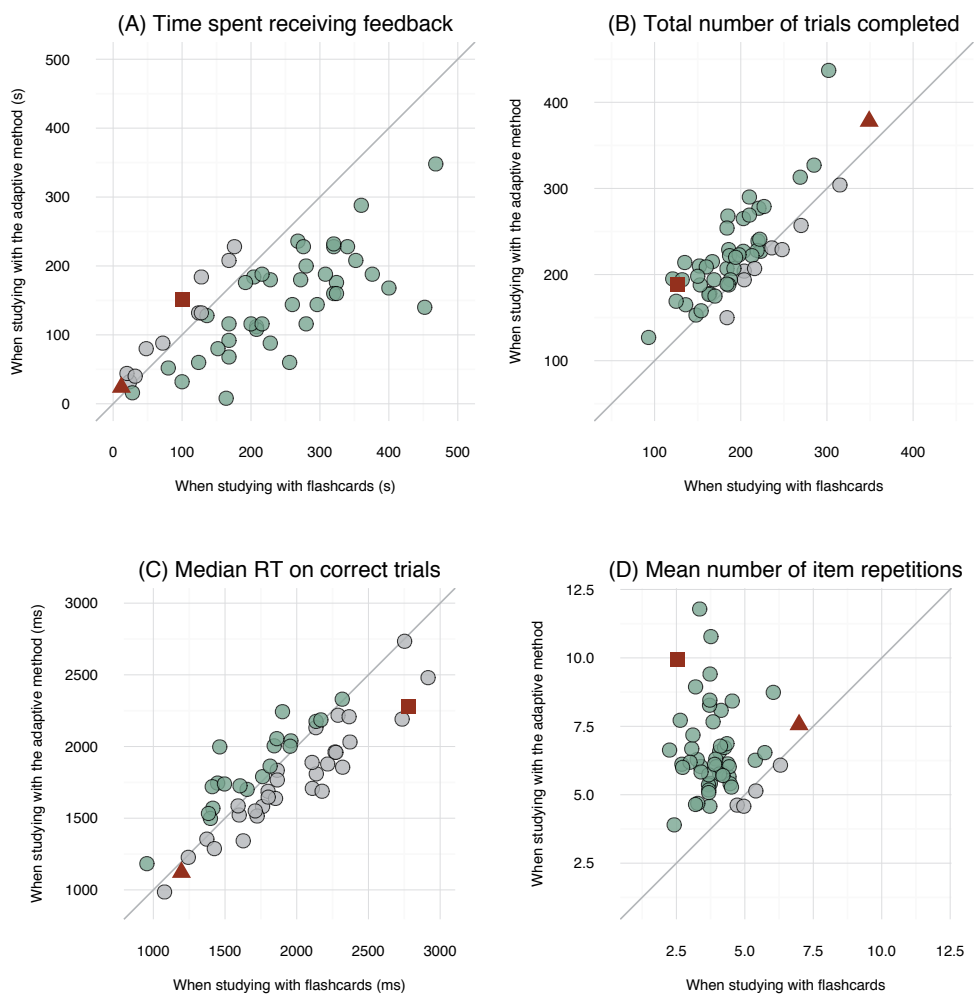 (A) Time spent receiving feedback
When studying with the adaptive method (s)
500
400
300
200
100
0
0 100 200 300 400 500
When studying with flashcards (s)
(B) Total number of trials completed
When studying with the adaptive method
400
300
200
100
100 200 300 400
When studying with flashcards
(C) Median RT on correct trials
When studying with the adaptive method (ms)
3000
2500
2000
1500
1000
1000 1500 2000 2500 3000
When studying with flashcards (ms)
(D) Mean number of item repetitions
When studying with the adaptive method
12.5
10.0
7.5
5.0
2.5
2.5 5.0 7.5 10.0 12.5
When studying with flashcards